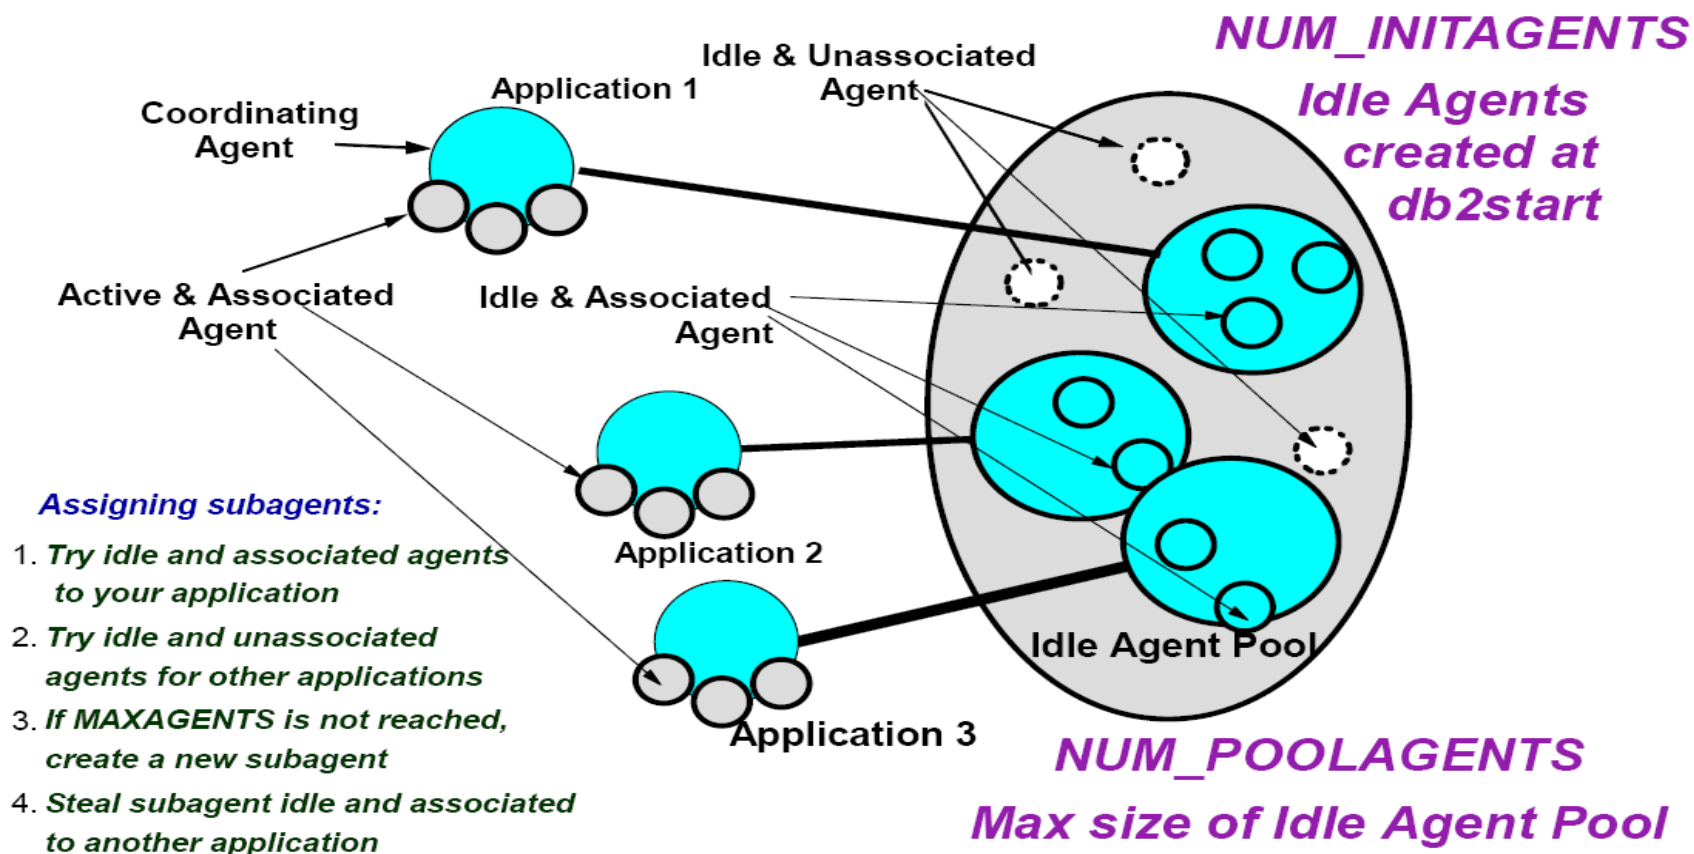 NUM_INITAGENTS
Idle Agents
created at
db2start
Idle & Unassociated
Agent
Application 1
Coordinating
Agent
Active & Associated
Agent
Idle & Associated
Agent
Application 2
Application 3
Idle Agent Pool
Assigning subagents:
1. Try idle and associated agents
to your application
2. Try idle and unassociated
agents for other applications
3. If MAXAGENTS is not reached,
create a new subagent
4. Steal subagent idle and associated
to another application
NUM_POOLAGENTS
Max size of Idle Agent Pool